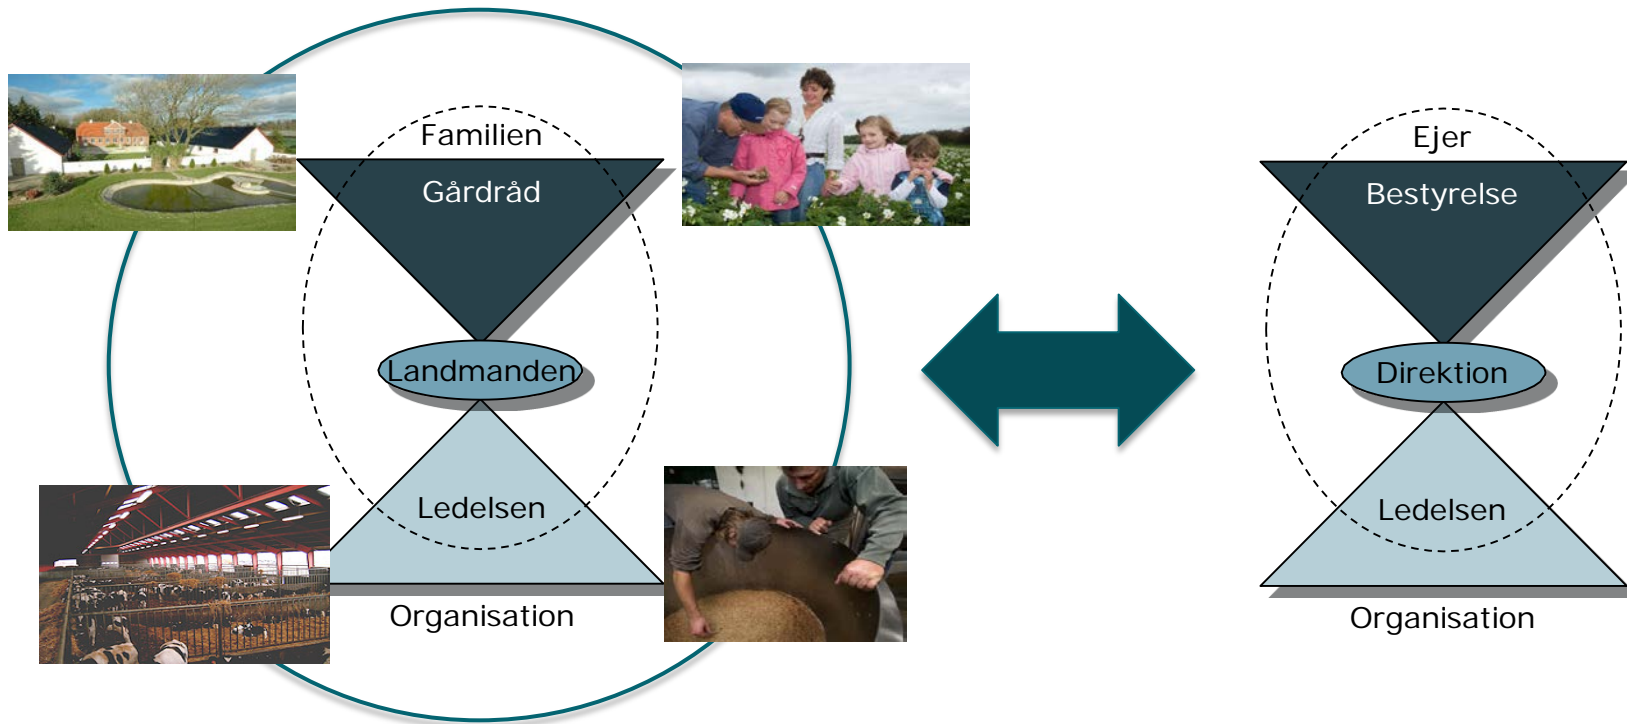 Familien
Gårdråd
Landmanden
Ledelsen
Organisation
Ejer
Bestyrelse
Direktion
Ledelsen
Organisation